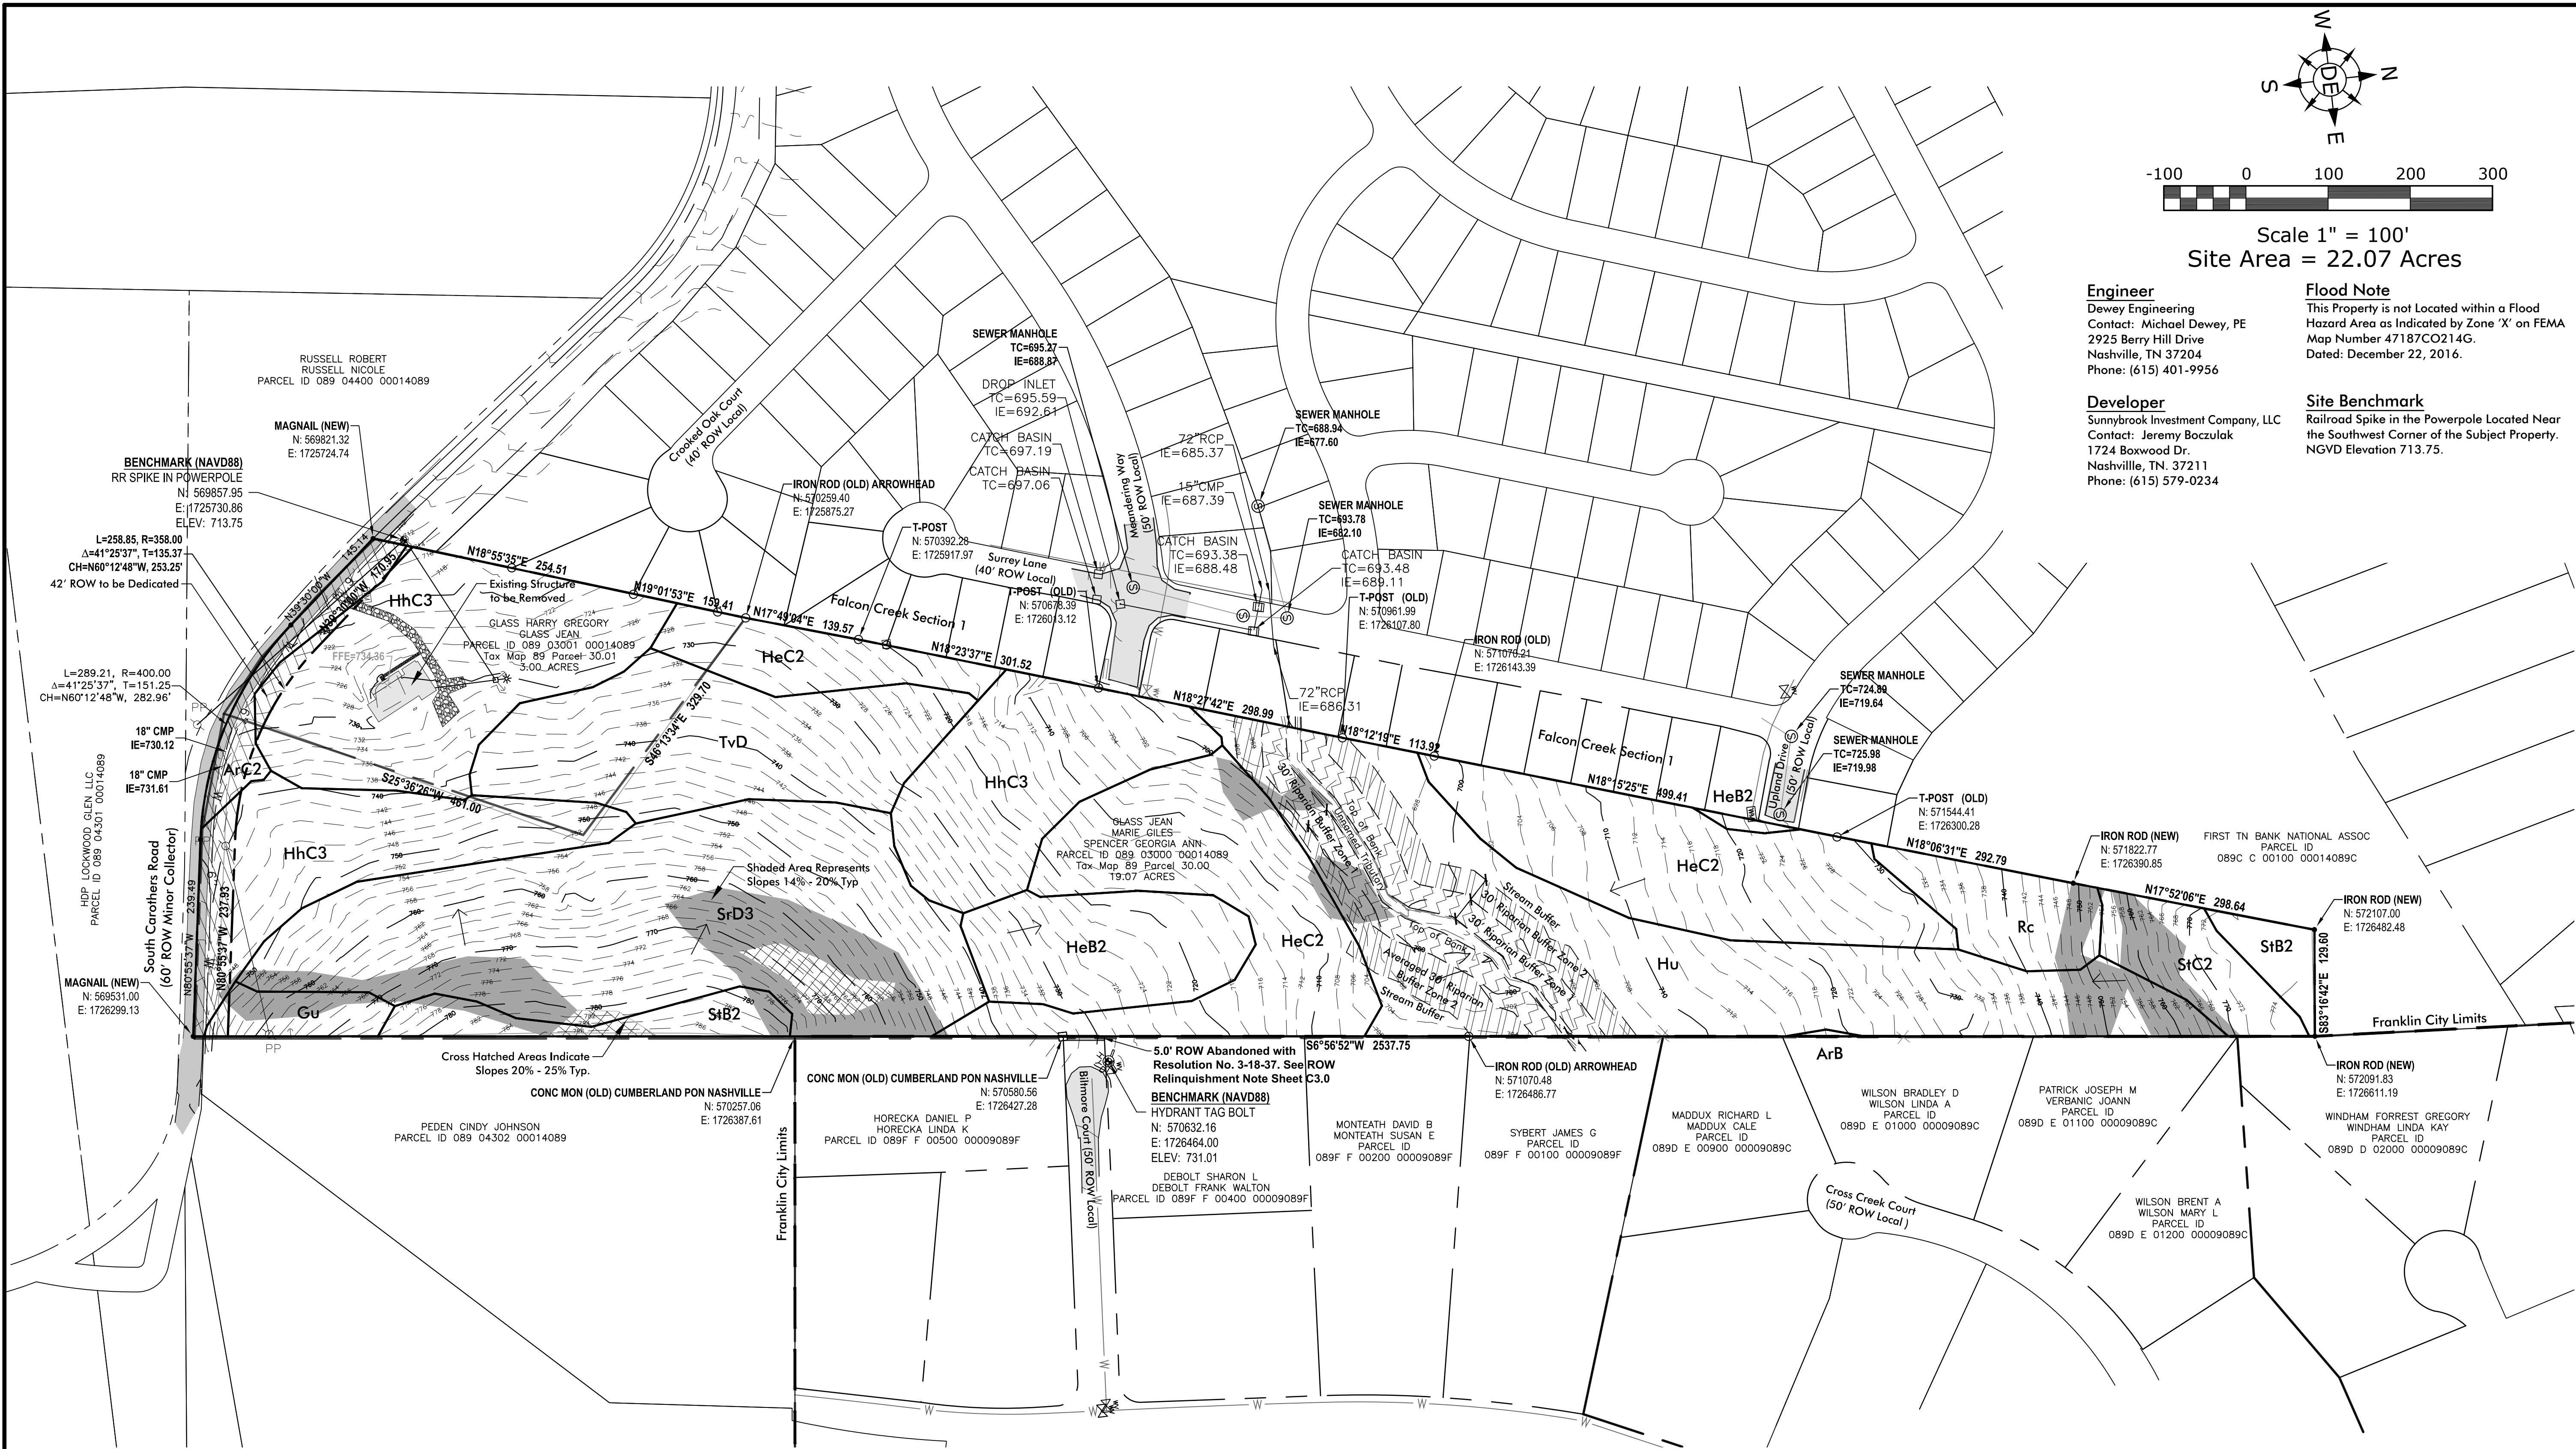 W
N
S
E
DE
-100 0 100 200 300
Scale 1" = 100'
Site Area = 22.07 Acres
Engineer
Dewey Engineering
Contact: Michael Dewey, PE
2925 Berry Hill Drive
Nashville, TN 37204
Phone: (615) 401-9956
Flood Note
This Property is not Located within a Flood
Hazard Area as Indicated by Zone 'X' on FEMA
Map Number 47187CO214G.
Dated: December 22, 2016.
Developer
Sunnybrook Investment Company, LLC
Contact: Jeremy Boczulak
1724 Boxwood Dr.
Nashvillle, TN. 37211
Phone: (615) 579-0234
Site Benchmark
Railroad Spike in the Powerpole Located Near
the Southwest Corner of the Subject Property.
NGVD Elevation 713.75.
RUSSELL ROBERT
RUSSELL NICOLE
PARCEL ID 089 04400 00014089
MAGNAIL (NEW)
N: 569821.32
E: 1725724.74
BENCHMARK (NAVD88)
RR SPIKE IN POWERPOLE
N: 569857.95
E: 1725730.86
ELEV: 713.75
L=258.85, R=358.00
Δ=41°25'37", T=135.37
CH=N60°12'48"W, 253.25'
42' ROW to be Dedicated
L=289.21, R=400.00
Δ=41°25'37", T=151.25
CH=N60°12'48"W, 282.96'
18" CMP
IE=730.12
18" CMP
IE=731.61
HDP LOCKWOOD GLEN LLC
PARCEL ID 089 04301 00014089
South Carothers Road
(60' ROW Minor Collector)
MAGNAIL (NEW)
N: 569531.00
E: 1726299.13
N80°55'37"W 239.49
N80°55'37"W 237.93
N39°30'00"W 145.14
N39°30'00"W 170.95
N18°55'35"E 254.51
N19°01'53"E 159.41
N17°49'04"E 139.57
N18°23'37"E 301.52
N18°27'42"E 298.99
N18°12'19"E 113.92
N18°15'25"E 499.41
N18°06'31"E 292.79
N17°52'06"E 298.64
S83°16'42"E 129.60
S6°56'52"W 2537.75
S46°13'34"E 329.70
S25°36'26"W 461.00
Existing Structure
to be Removed
GLASS HARRY GREGORY
GLASS JEAN
PARCEL ID 089 03001 00014089
Tax Map 89 Parcel 30.01
3.00 ACRES
FFE=734.36
HhC3
ArC2
HhC3
TvD
HeC2
HhC3
SrD3
StB2
Gu
HeB2
HeC2
HeC2
HeB2
Hu
Rc
StC2
StB2
ArB
PP
PP
Crooked Oak Court
(40' ROW Local)
IRON ROD (OLD) ARROWHEAD
N: 570259.40
E: 1725875.27
T-POST
N: 570392.28
E: 1725917.97
Surrey Lane
(40' ROW Local)
Falcon Creek Section 1
T-POST (OLD)
N: 570678.39
E: 1726013.12
SEWER MANHOLE
TC=695.27
IE=688.87
DROP INLET
TC=695.59
IE=692.61
CATCH BASIN
TC=697.19
CATCH BASIN
TC=697.06
Meandering Way
(50' ROW Local)
72"RCP
IE=685.37
15"CMP
IE=687.39
CATCH BASIN
TC=693.38
IE=688.48
SEWER MANHOLE
TC=688.94
IE=677.60
SEWER MANHOLE
TC=693.78
IE=682.10
CATCH BASIN
TC=693.48
IE=689.11
T-POST (OLD)
N: 570961.99
E: 1726107.80
72"RCP
IE=686.31
IRON ROD (OLD)
N: 571070.21
E: 1726143.39
Falcon Creek Section 1
SEWER MANHOLE
TC=724.89
IE=719.64
SEWER MANHOLE
TC=725.98
IE=719.98
Upland Drive
(50' ROW Local)
T-POST (OLD)
N: 571544.41
E: 1726300.28
IRON ROD (NEW)
N: 571822.77
E: 1726390.85
FIRST TN BANK NATIONAL ASSOC
PARCEL ID
089C C 00100 00014089C
IRON ROD (NEW)
N: 572107.00
E: 1726482.48
IRON ROD (NEW)
N: 572091.83
E: 1726611.19
Franklin City Limits
GLASS JEAN
MARIE GILES
SPENCER GEORGIA ANN
PARCEL ID 089 03000 00014089
Tax Map 89 Parcel 30.00
19.07 ACRES
Shaded Area Represents
Slopes 14% - 20% Typ
Cross Hatched Areas Indicate
Slopes 20% - 25% Typ.
30' Riparian Buffer Zone 1
Top of Bank
Unnamed Tributary
Stream Buffer
30' Riparian Buffer Zone 2
30' Riparian Buffer Zone 1
Top of Bank
Averaged 30' Riparian
Buffer Zone 2
Stream Buffer
CONC MON (OLD) CUMBERLAND PON NASHVILLE
N: 570257.06
E: 1726387.61
CONC MON (OLD) CUMBERLAND PON NASHVILLE
N: 570580.56
E: 1726427.28
5.0' ROW Abandoned with
Resolution No. 3-18-37. See ROW
Relinquishment Note Sheet C3.0
BENCHMARK (NAVD88)
HYDRANT TAG BOLT
N: 570632.16
E: 1726464.00
ELEV: 731.01
Bilmore Court (50' ROW Local)
IRON ROD (OLD) ARROWHEAD
N: 571070.48
E: 1726486.77
PEDEN CINDY JOHNSON
PARCEL ID 089 04302 00014089
Franklin City Limits
HORECKA DANIEL P
HORECKA LINDA K
PARCEL ID 089F F 00500 00009089F
DEBOLT SHARON L
DEBOLT FRANK WALTON
PARCEL ID 089F F 00400 00009089F
MONTEATH DAVID B
MONTEATH SUSAN E
PARCEL ID
089F F 00200 00009089F
SYBERT JAMES G
PARCEL ID
089F F 00100 00009089F
MADDUX RICHARD L
MADDUX CALE
PARCEL ID
089D E 00900 00009089C
WILSON BRADLEY D
WILSON LINDA A
PARCEL ID
089D E 01000 00009089C
PATRICK JOSEPH M
VERBANIC JOANN
PARCEL ID
089D E 01100 00009089C
WINDHAM FORREST GREGORY
WINDHAM LINDA KAY
PARCEL ID
089D D 02000 00009089C
WILSON BRENT A
WILSON MARY L
PARCEL ID
089D E 01200 00009089C
Cross Creek Court
(50' ROW Local )